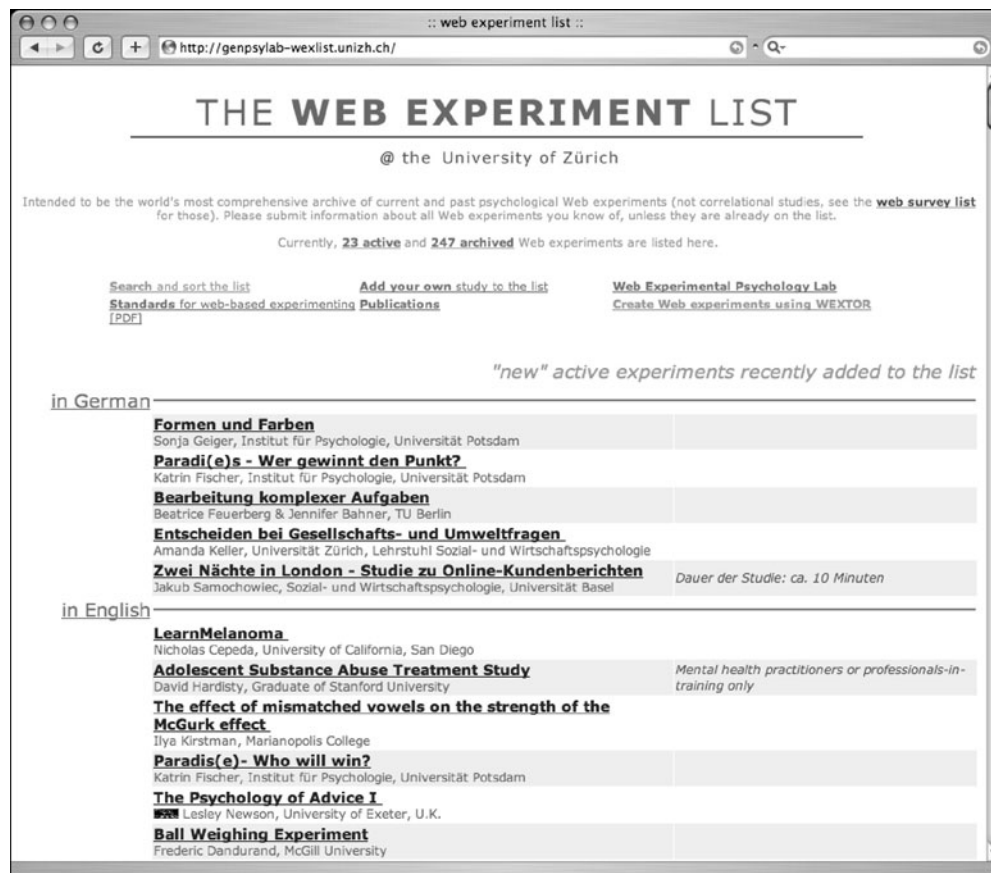 :: web experiment list ::
http://genpsylab-wexlist.unizh.ch/
THE WEB EXPERIMENT LIST
@ the University of Zürich
Intended to be the world's most comprehensive archive of current and past psychological Web experiments (not correlational studies, see the web survey list
for those). Please submit information about all Web experiments you know of, unless they are already on the list.
Currently, 23 active and 247 archived Web experiments are listed here.
Search and sort the list
Standards for web-based experimenting
[PDF]
Add your own study to the list
Publications
Web Experimental Psychology Lab
Create Web experiments using WEXTOR
"new" active experiments recently added to the list
in German
Formen und Farben
Sonja Geiger, Institut für Psychologie, Universität Potsdam
Paradi(e)s - Wer gewinnt den Punkt?
Katrin Fischer, Institut für Psychologie, Universität Potsdam
Bearbeitung komplexer Aufgaben
Beatrice Feuerberg & Jennifer Bahner, TU Berlin
Entscheiden bei Gesellschafts- und Umweltfragen
Amanda Keller, Universität Zürich, Lehrstuhl Sozial- und Wirtschaftspsychologie
Zwei Nächte in London - Studie zu Online-Kundenberichten
Jakub Samochowiec, Sozial- und Wirtschaftspsychologie, Universität Basel
Dauer der Studie: ca. 10 Minuten
in English
LearnMelanoma
Nicholas Cepeda, University of California, San Diego
Adolescent Substance Abuse Treatment Study
David Hardisty, Graduate of Stanford University
Mental health practitioners or professionals-in-
training only
The effect of mismatched vowels on the strength of the
McGurk effect
Ilya Kirstman, Marianopolis College
Paradis(e)- Who will win?
Katrin Fischer, Institut für Psychologie, Universität Potsdam
The Psychology of Advice I
Lesley Newson, University of Exeter, U.K.
Ball Weighing Experiment
Frederic Dandurand, McGill University